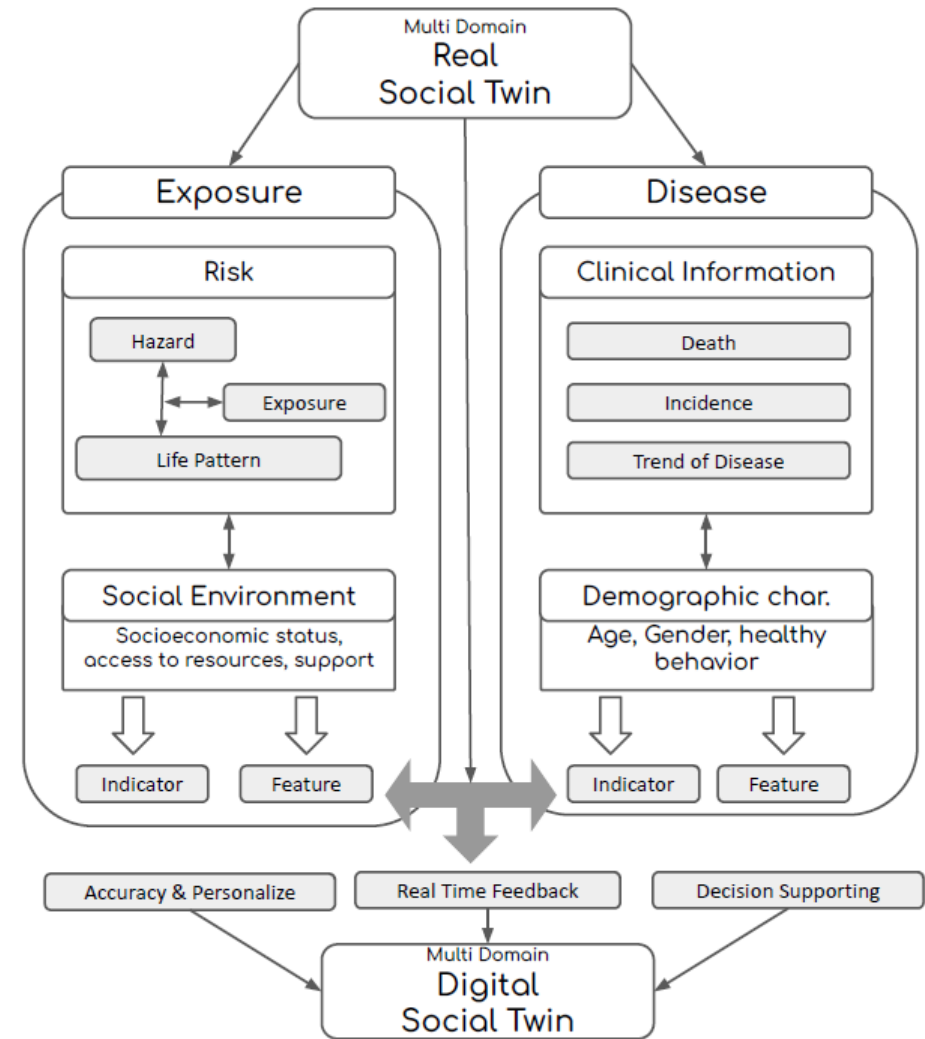 Multi Domain
Real
Social Twin
Exposure
Risk
Hazard
Exposure
Life Pattern
Social Environment
Socioeconomic status,
access to resources, support
Indicator
Feature
Disease
Clinical Information
Death
Incidence
Trend of Disease
Demographic char.
Age, Gender, healthy
behavior
Indicator
Feature
Accuracy & Personalize
Real Time Feedback
Decision Supporting
Multi Domain
Digital
Social Twin